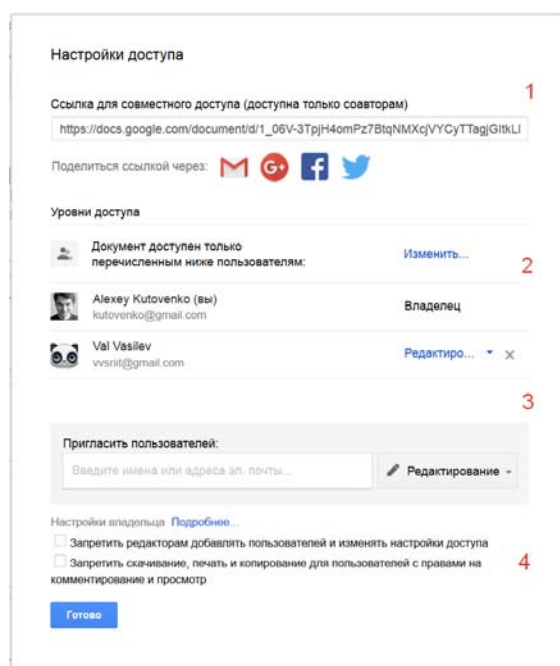 Настройки доступа
1
Ссылка для совместного доступа (доступна только соавторам)
https://docs.google.com/document/d/1_06V-3TpjH4omPz7BtqNMXcjVYCyTTagjGItkLI
Поделиться ссылкой через:
Уровни доступа
Документ доступен только
перечисленным ниже пользователям:
Изменить...
2
Alexey Kutovenko (вы)
kutovenko@gmail.com
Владелец
Val Vasilev
vvsriit@gmail.com
Редактиро...
3
Пригласить пользователей:
Введите имена или адреса эл. почты...
Редактирование
Настройки владельца Подробнее...
Запретить редакторам добавлять пользователей и изменять настройки доступа
Запретить скачивание, печать и копирование для пользователей с правами на
комментирование и просмотр
4
Готово